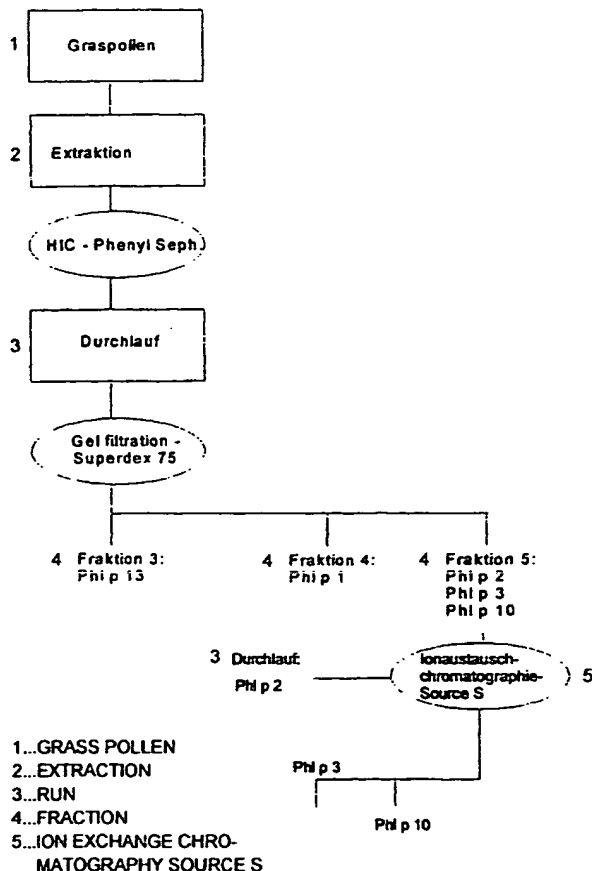 1 Graspollen
2 Extraktion
HIC - Phenyl Seph.
3 Durchlauf
Gel filtration -
Superdex 75
4 Fraktion 3:
Phl p 13
4 Fraktion 4:
Phl p 1
4 Fraktion 5:
Phl p 2
Phl p 3
Phl p 10
3 Durchlauf:
Phl p 2
Ionaustausch-
chromatographie-
Source S
5
Phl p 3
Phl p 10
1...GRASS POLLEN
2...EXTRACTION
3...RUN
4...FRACTION
5...ION EXCHANGE CHRO-
MATOGRAPHY SOURCE S